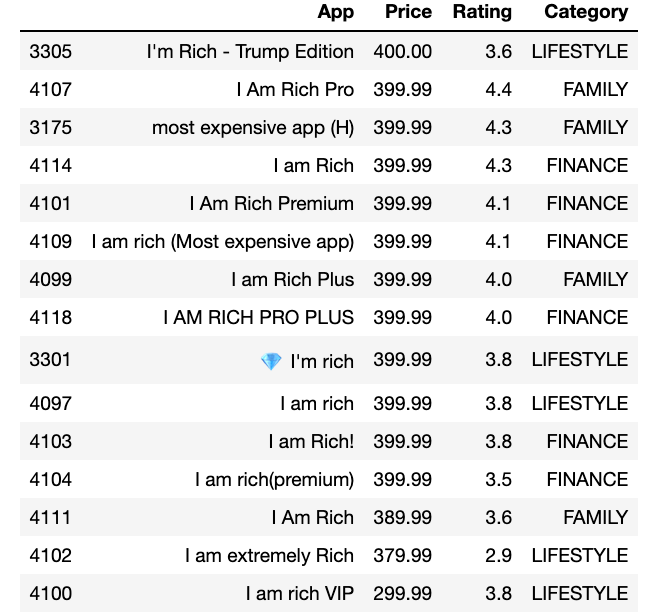 App Price Rating Category
3305 I'm Rich - Trump Edition 400.00 3.6 LIFESTYLE
4107 I Am Rich Pro 399.99 4.4 FAMILY
3175 most expensive app (H) 399.99 4.3 FAMILY
4114 I am Rich 399.99 4.3 FINANCE
4101 I Am Rich Premium 399.99 4.1 FINANCE
4109 I am rich (Most expensive app) 399.99 4.1 FINANCE
4099 I am Rich Plus 399.99 4.0 FAMILY
4118 I AM RICH PRO PLUS 399.99 4.0 FINANCE
3301 💎 I'm rich 399.99 3.8 LIFESTYLE
4097 I am rich 399.99 3.8 LIFESTYLE
4103 I am Rich! 399.99 3.8 FINANCE
4104 I am rich(premium) 399.99 3.5 FINANCE
4111 I Am Rich 389.99 3.6 FAMILY
4102 I am extremely Rich 379.99 2.9 LIFESTYLE
4100 I am rich VIP 299.99 3.8 LIFESTYLE